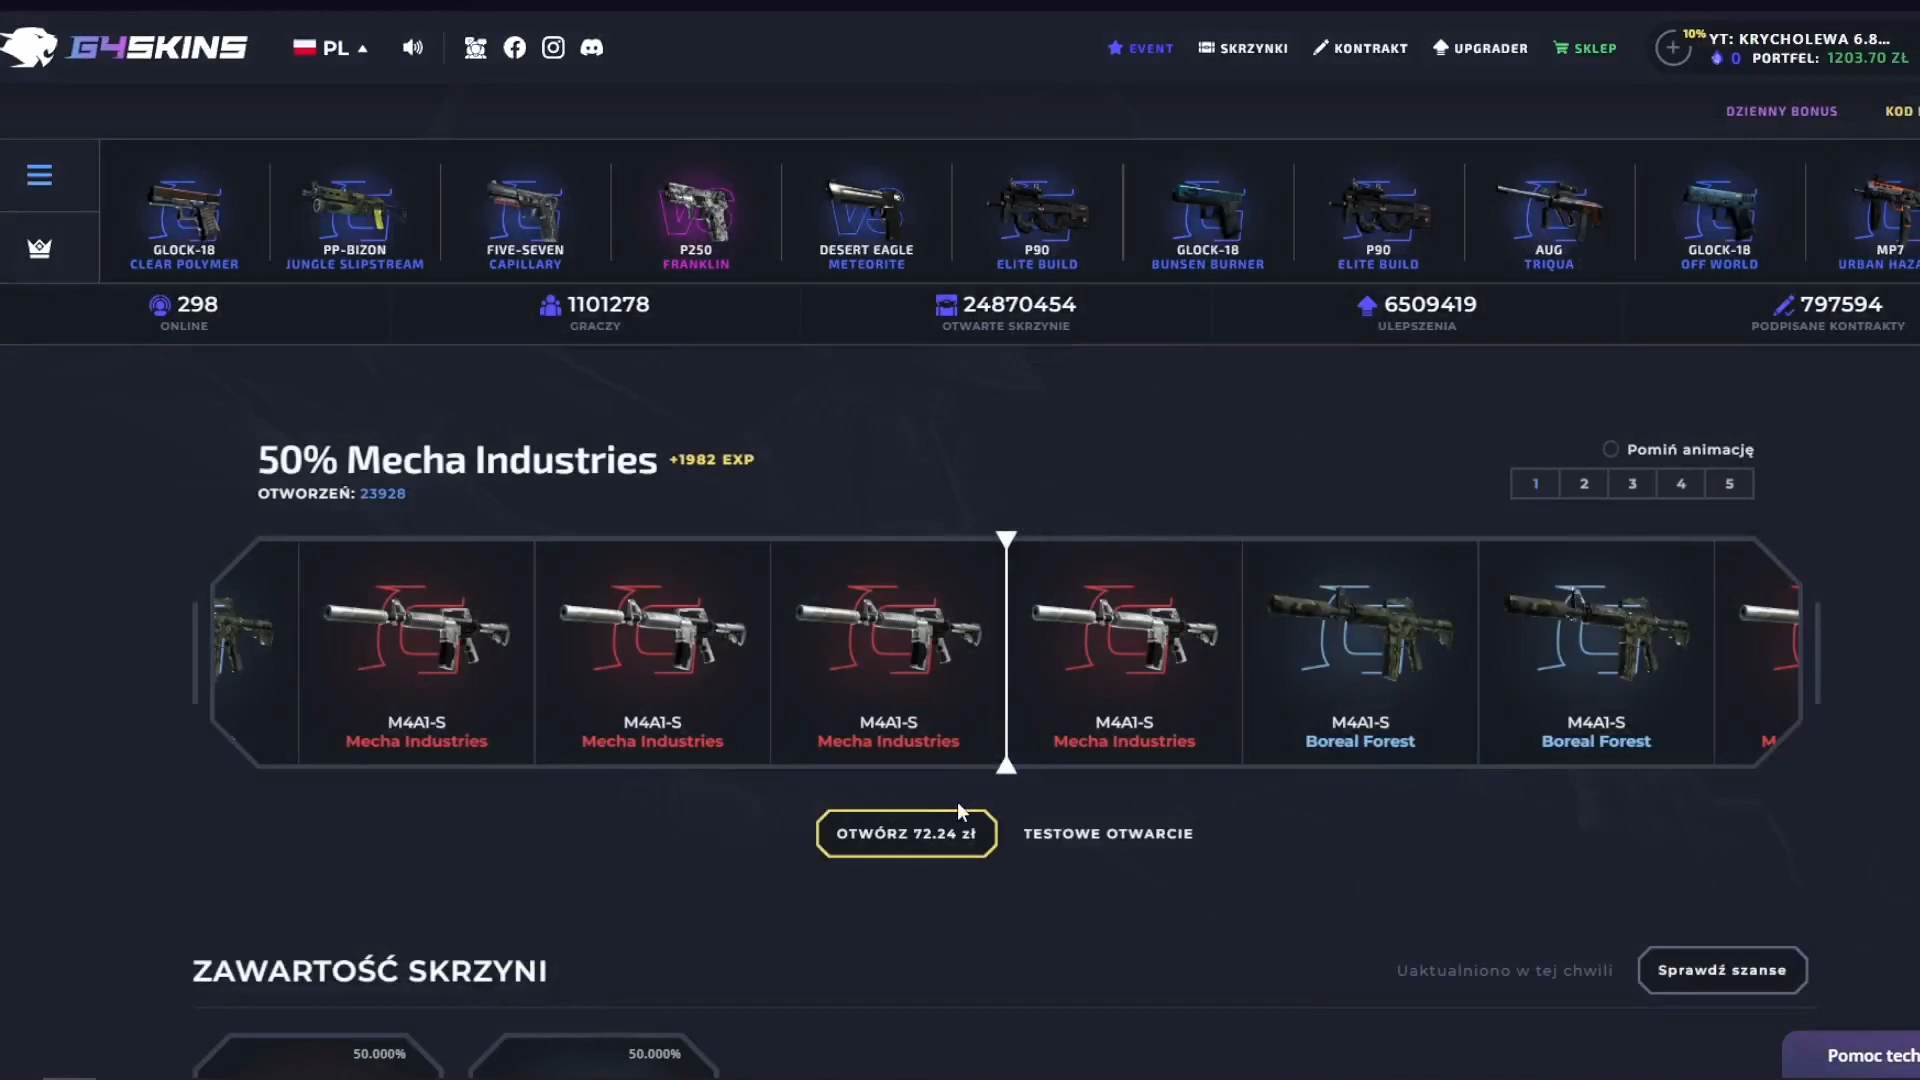 G4SKINS
PL
EVENT
SKRZYNKI
KONTRAKT
UPGRADER
SKLEP
10%
YT: KRYCHOLEWA 6.8...
0 PORTFEL: 1203.70 ZŁ
DZIENNY BONUS
KOD
GLOCK-18
CLEAR POLYMER
PP-BIZON
JUNGLE SLIPSTREAM
FIVE-SEVEN
CAPILLARY
P250
FRANKLIN
DESERT EAGLE
METEORITE
P90
ELITE BUILD
GLOCK-18
BUNSEN BURNER
P90
ELITE BUILD
AUG
TRIQUA
GLOCK-18
OFF WORLD
MP7
URBAN HAZA
298
ONLINE
1101278
GRACZY
24870454
OTWARTE SKRZYNIE
6509419
ULEPSZENIA
797594
PODPISANE KONTRAKTY
50% Mecha Industries +1982 EXP
OTWORZEŃ: 23928
Pomiń animację
1 2 3 4 5
M4A1-S
Mecha Industries
M4A1-S
Mecha Industries
M4A1-S
Mecha Industries
M4A1-S
Mecha Industries
M4A1-S
Boreal Forest
M4A1-S
Boreal Forest
M
OTWÓRZ 72.24 zł
TESTOWE OTWARCIE
ZAWARTOŚĆ SKRZYNI
Uaktualniono w tej chwili
Sprawdź szanse
50.000%
50.000%
Pomoc tech